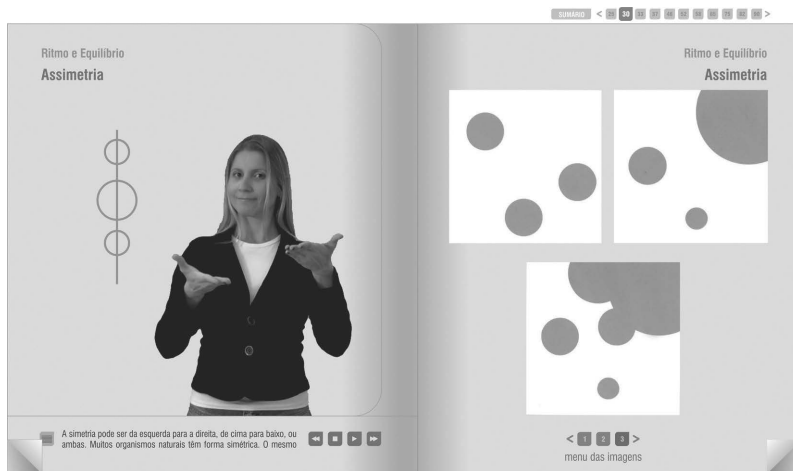 SUMÁRIO < 30 >
Ritmo e Equilíbrio
Assimetria
A simetria pode ser da esquerda para a direita, de cima para baixo, ou
ambas. Muitos organismos naturais têm forma simétrica. O mesmo
Ritmo e Equilíbrio
Assimetria
< 1 2 3 >
menu das imagens